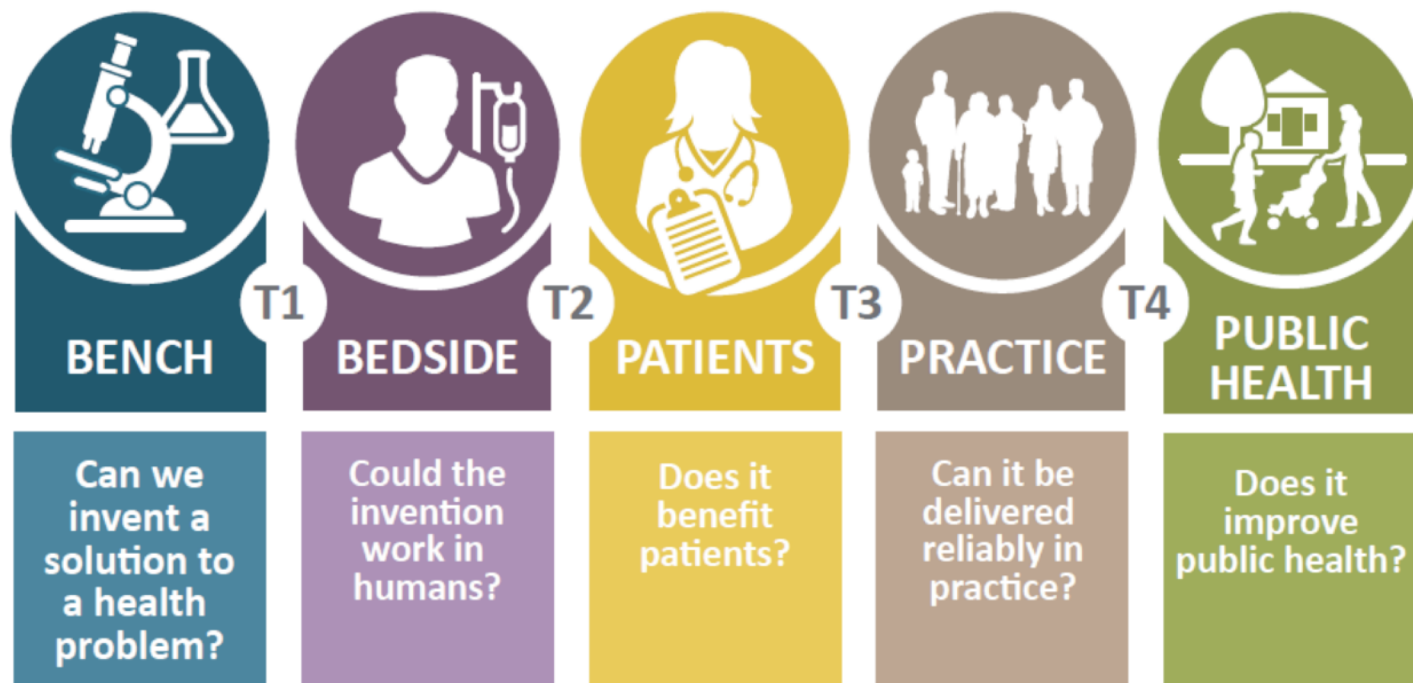 T1
T2
T3
T4
BENCH
BEDSIDE
PATIENTS
PRACTICE
PUBLIC
HEALTH
Can we
invent a
solution to
a health
problem?
Could the
invention
work in
humans?
Does it
benefit
patients?
Can it be
delivered
reliably in
practice?
Does it
improve
public health?